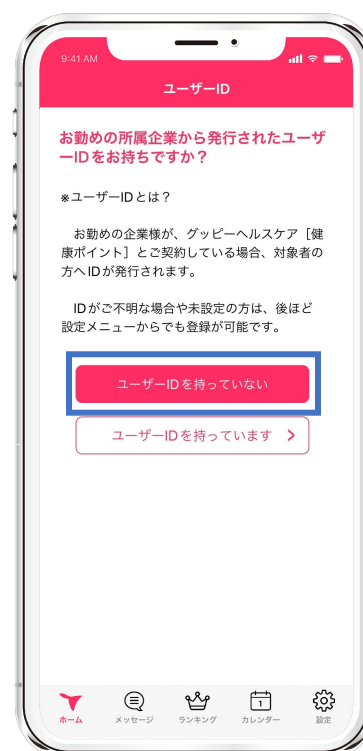 9:41 AM
ユーザーID
お勤めの所属企業から発行されたユーザ
ーIDをお持ちですか？
※ユーザーIDとは？
お勤めの企業様が、グッピーヘルスケア［健
康ポイント］とご契約している場合、対象者の
方へIDが発行されます。
IDがご不明な場合や未設定の方は、後ほど
設定メニューからでも登録が可能です。
ユーザーIDを持っていない
ユーザーIDを持っています
1
ホーム メッセージ ランキング カレンダー 設定